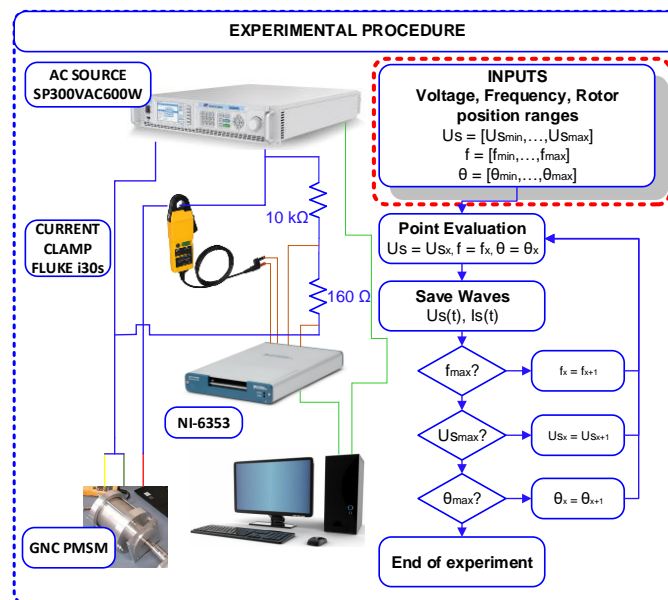 EXPERIMENTAL PROCEDURE
AC SOURCE
SP300VAC600W
10 kΩ
CURRENT
CLAMP
FLUKE i30s
160 Ω
NI-6353
GNC PMSM
INPUTS
Voltage, Frequency, Rotor
position ranges
Us = [Usmin,…,Usmax]
f = [fmin,…,fmax]
θ = [θmin,…,θmax]
Point Evaluation
Us = Usx, f = fx, θ = θx
Save Waves
Us(t), Is(t)
fmax?
fx = fx+1
Usmax?
Usx = Usx+1
θmax?
θx = θx+1
End of experiment